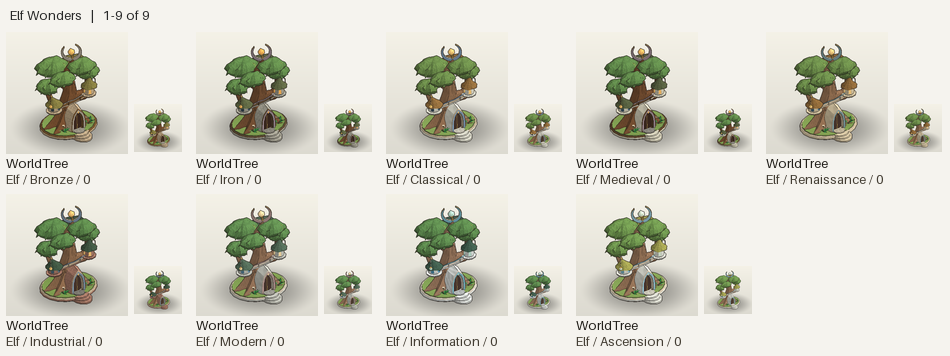 Elf Wonders | 1-9 of 9
WorldTree
Elf / Bronze / 0
WorldTree
Elf / Iron / 0
WorldTree
Elf / Classical / 0
WorldTree
Elf / Medieval / 0
WorldTree
Elf / Renaissance / 0
WorldTree
Elf / Industrial / 0
WorldTree
Elf / Modern / 0
WorldTree
Elf / Information / 0
WorldTree
Elf / Ascension / 0